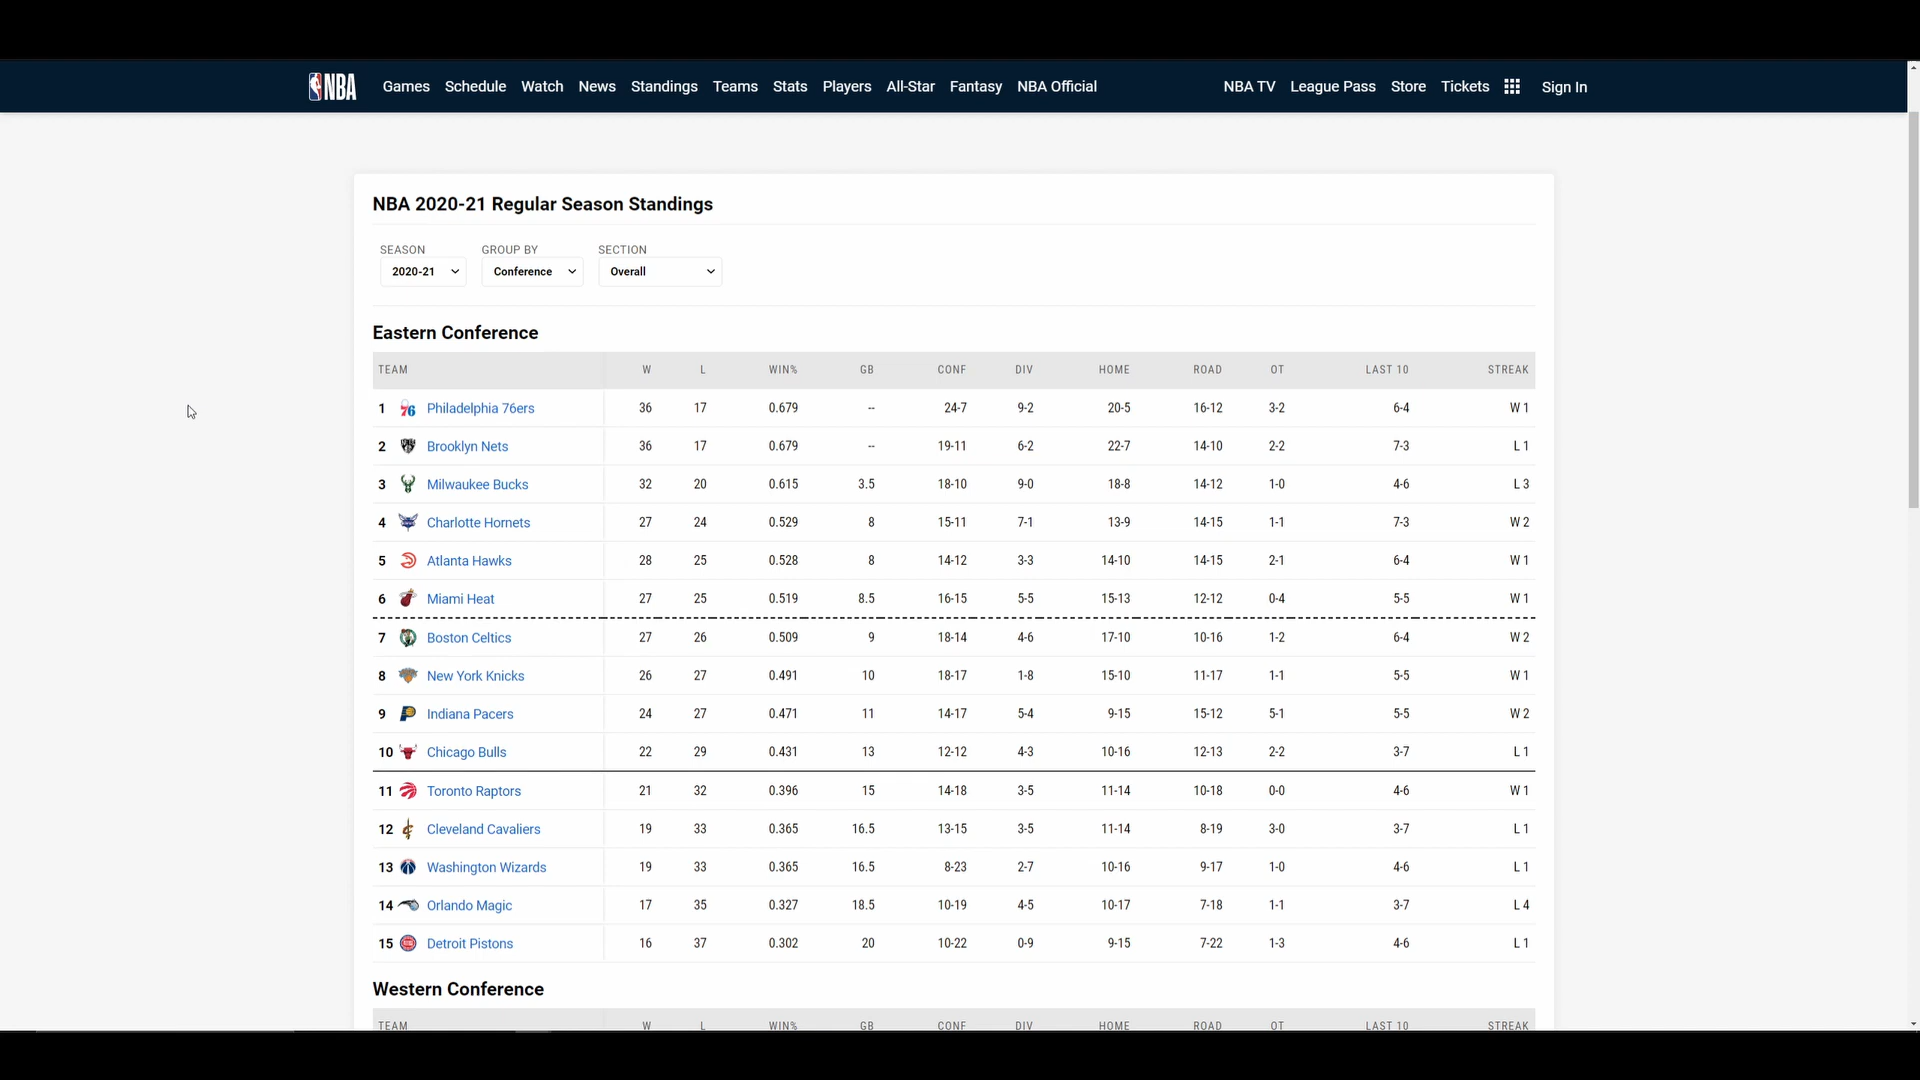 NBA Games Schedule Watch News Standings Teams Stats Players All-Star Fantasy NBA Official NBA TV League Pass Store Tickets Sign In
NBA 2020-21 Regular Season Standings
SEASON GROUP BY SECTION
2020-21 Conference Overall
Eastern Conference
TEAM W L WIN% GB CONF DIV HOME ROAD OT LAST 10 STREAK
1 76 Philadelphia 76ers 36 17 0.679 -- 24-7 9-2 20-5 16-12 3-2 6-4 W 1
2 Brooklyn Nets 36 17 0.679 -- 19-11 6-2 22-7 14-10 2-2 7-3 L 1
3 Milwaukee Bucks 32 20 0.615 3.5 18-10 9-0 18-8 14-12 1-0 4-6 L 3
4 Charlotte Hornets 27 24 0.529 8 15-11 7-1 13-9 14-15 1-1 7-3 W 2
5 Atlanta Hawks 28 25 0.528 8 14-12 3-3 14-10 14-15 2-1 6-4 W 1
6 Miami Heat 27 25 0.519 8.5 16-15 5-5 15-13 12-12 0-4 5-5 W 1
7 Boston Celtics 27 26 0.509 9 18-14 4-6 17-10 10-16 1-2 6-4 W 2
8 New York Knicks 26 27 0.491 10 18-17 1-8 15-10 11-17 1-1 5-5 W 1
9 Indiana Pacers 24 27 0.471 11 14-17 5-4 9-15 15-12 5-1 5-5 W 2
10 Chicago Bulls 22 29 0.431 13 12-12 4-3 10-16 12-13 2-2 3-7 L 1
11 Toronto Raptors 21 32 0.396 15 14-18 3-5 11-14 10-18 0-0 4-6 W 1
12 Cleveland Cavaliers 19 33 0.365 16.5 13-15 3-5 11-14 8-19 3-0 3-7 L 1
13 Washington Wizards 19 33 0.365 16.5 8-23 2-7 10-16 9-17 1-0 4-6 L 1
14 Orlando Magic 17 35 0.327 18.5 10-19 4-5 10-17 7-18 1-1 3-7 L 4
15 Detroit Pistons 16 37 0.302 20 10-22 0-9 9-15 7-22 1-3 4-6 L 1
Western Conference
TEAM W L WIN% GB CONF DIV HOME ROAD OT LAST 10 STREAK